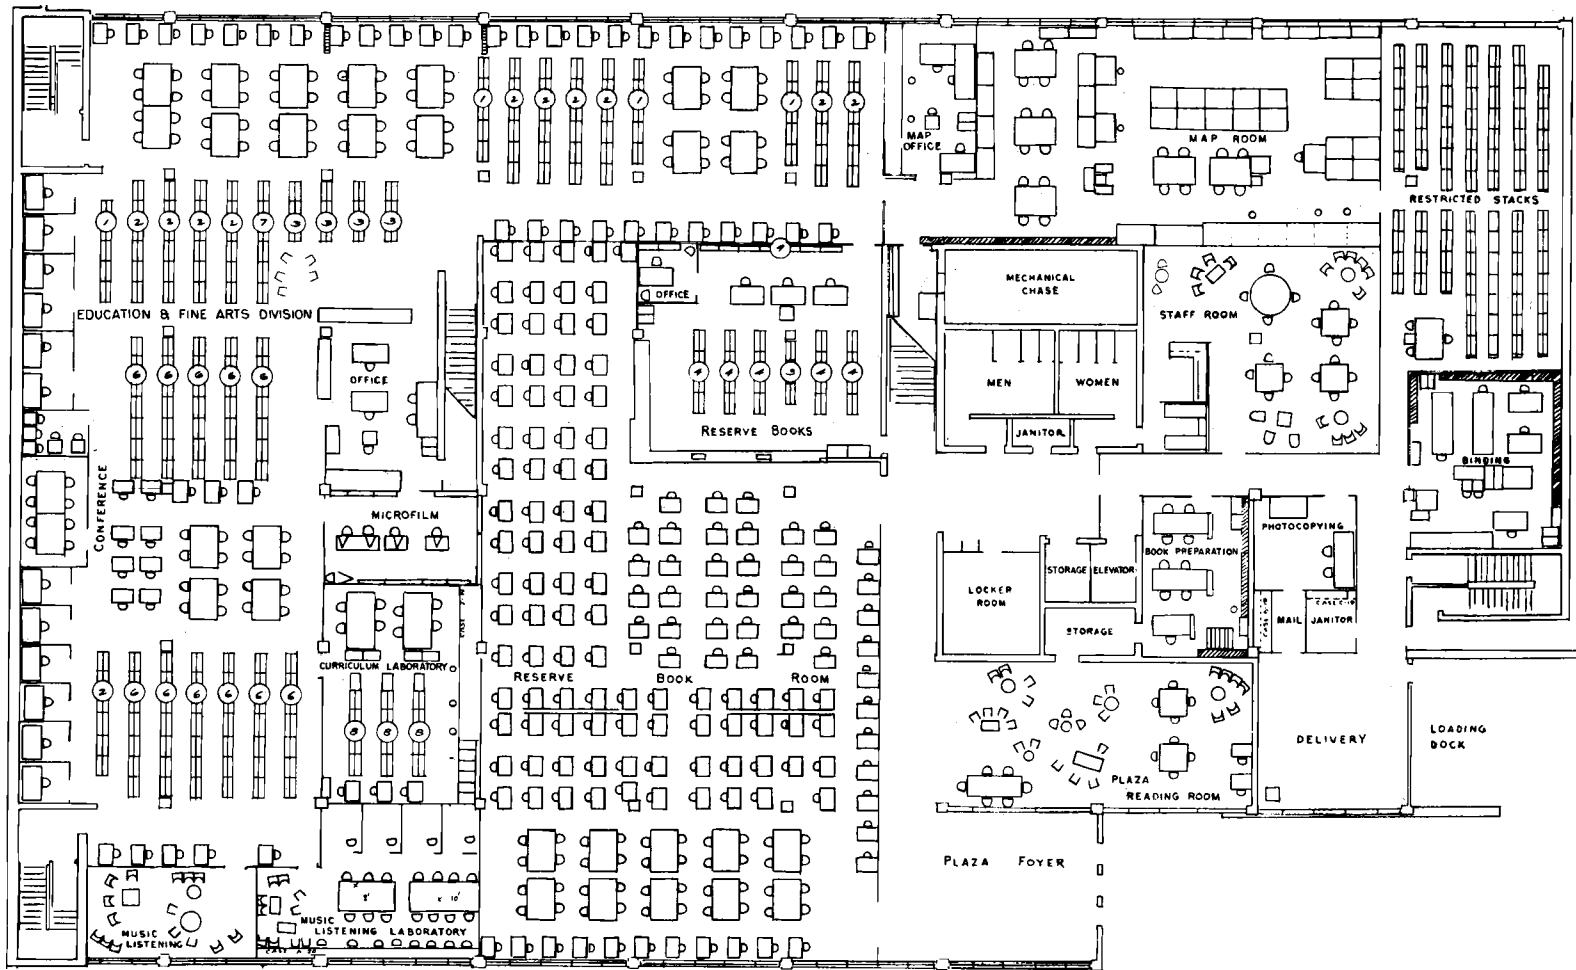 MAP
OFFICE
MAP ROOM
RESTRICTED STACKS
EDUCATION & FINE ARTS DIVISION
OFFICE
OFFICE
RESERVE BOOKS
MECHANICAL
CHASE
STAFF ROOM
MEN
WOMEN
JANITOR
BINDING
CONFERENCE
MICROFILM
PHOTOCOPYING
BOOK PREPARATION
STORAGE
ELEVATOR
LOCKER
ROOM
STORAGE
MAIL
JANITOR
CURRICULUM LABORATORY
RESERVE BOOK ROOM
DELIVERY
LOADING
DOCK
PLAZA
READING ROOM
PLAZA FOYER
MUSIC
LISTENING
MUSIC
LISTENING LABORATORY